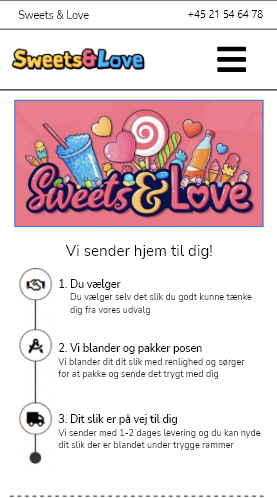 Sweets & Love
+45 21 54 64 78
Sweets&Love
Sweets&Love
Vi sender hjem til dig!
1. Du vælger
Du vælger selv det slik du godt kunne tænke
dig fra vores udvalg
2. Vi blander og pakker posen
Vi blander dit dit slik med renlighed og sørger
for at pakke og sende det trygt med dig
3. Dit slik er på vej til dig
Vi sender med 1-2 dages levering og du kan nyde
dit slik der er blandet under trygge rammer